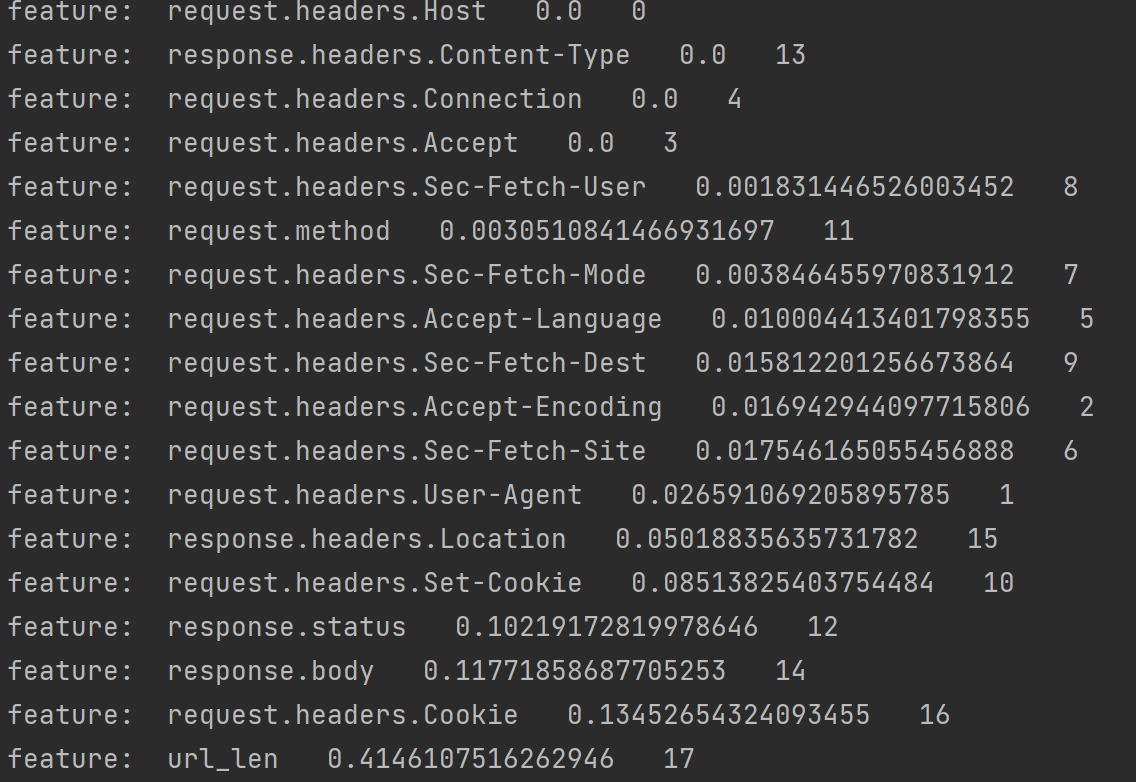 feature:  request.headers.Host   0.0   0
feature:  response.headers.Content-Type   0.0   13
feature:  request.headers.Connection   0.0   4
feature:  request.headers.Accept   0.0   3
feature:  request.headers.Sec-Fetch-User   0.001831446526003452   8
feature:  request.method   0.0030510841466931697   11
feature:  request.headers.Sec-Fetch-Mode   0.003846455970831912   7
feature:  request.headers.Accept-Language   0.010004413401798355   5
feature:  request.headers.Sec-Fetch-Dest   0.015812201256673864   9
feature:  request.headers.Accept-Encoding   0.016942944097715806   2
feature:  request.headers.Sec-Fetch-Site   0.017546165055456888   6
feature:  request.headers.User-Agent   0.026591069205895785   1
feature:  response.headers.Location   0.05018835635731782   15
feature:  request.headers.Set-Cookie   0.08513825403754484   10
feature:  response.status   0.10219172819978646   12
feature:  response.body   0.11771858687705253   14
feature:  request.headers.Cookie   0.13452654324093455   16
feature:  url_len   0.4146107516262946   17